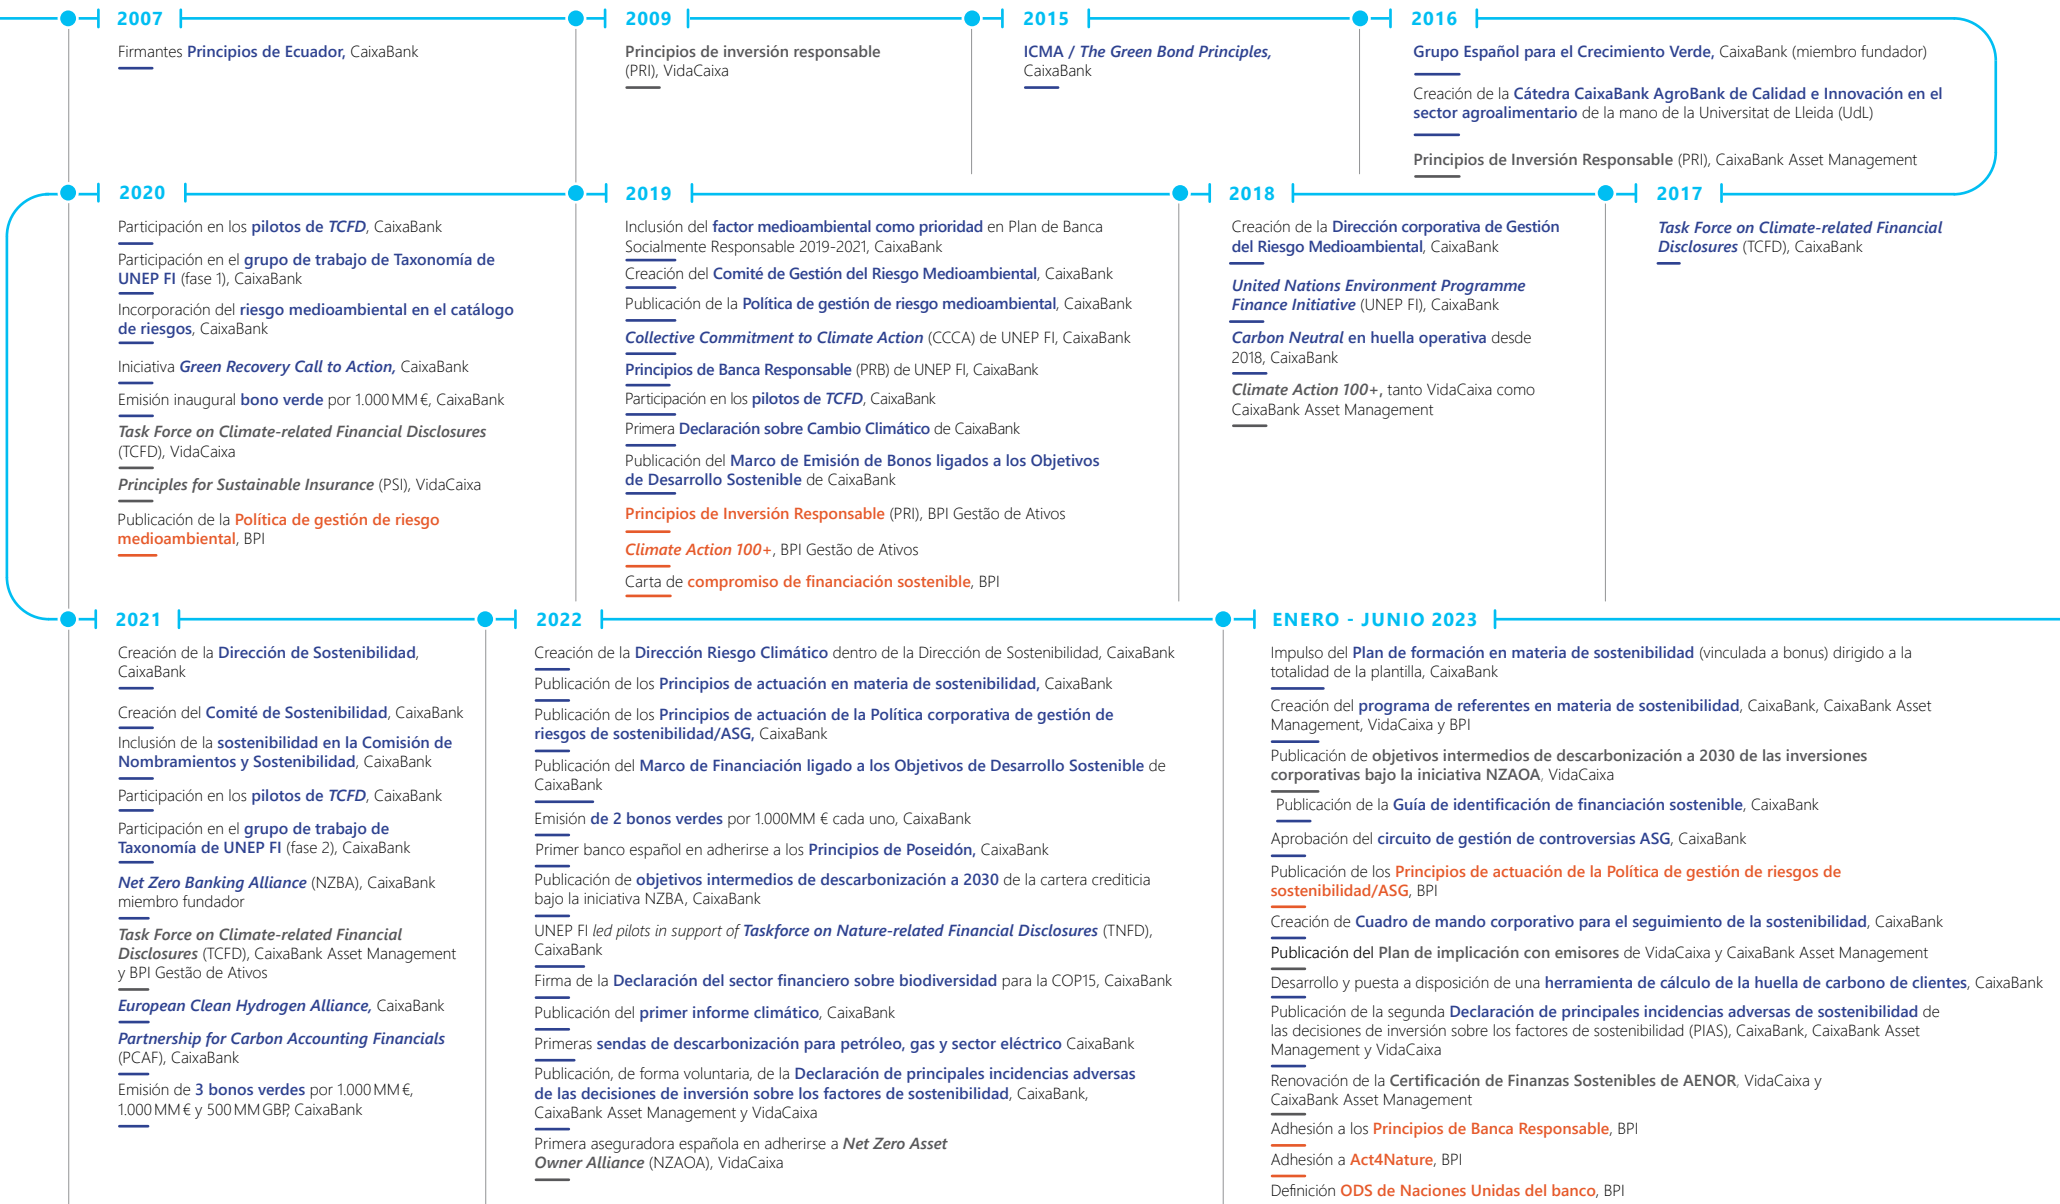 2007
Firmantes Principios de Ecuador, CaixaBank
2009
Principios de inversión responsable
(PRI), VidaCaixa
2015
ICMA / The Green Bond Principles,
CaixaBank
2016
Grupo Español para el Crecimiento Verde, CaixaBank (miembro fundador)
Creación de la Cátedra CaixaBank AgroBank de Calidad e Innovación en el
sector agroalimentario de la mano de la Universitat de Lleida (UdL)
Principios de Inversión Responsable (PRI), CaixaBank Asset Management
2020
Participación en los pilotos de TCFD, CaixaBank
Participación en el grupo de trabajo de Taxonomía de
UNEP FI (fase 1), CaixaBank
Incorporación del riesgo medioambiental en el catálogo
de riesgos, CaixaBank
Iniciativa Green Recovery Call to Action, CaixaBank
Emisión inaugural bono verde por 1.000 MM €, CaixaBank
Task Force on Climate-related Financial Disclosures
(TCFD), VidaCaixa
Principles for Sustainable Insurance (PSI), VidaCaixa
Publicación de la Política de gestión de riesgo
medioambiental, BPI
2019
Inclusión del factor medioambiental como prioridad en Plan de Banca
Socialmente Responsable 2019-2021, CaixaBank
Creación del Comité de Gestión del Riesgo Medioambiental, CaixaBank
Publicación de la Política de gestión de riesgo medioambiental, CaixaBank
Collective Commitment to Climate Action (CCCA) de UNEP FI, CaixaBank
Principios de Banca Responsable (PRB) de UNEP FI, CaixaBank
Participación en los pilotos de TCFD, CaixaBank
Primera Declaración sobre Cambio Climático de CaixaBank
Publicación del Marco de Emisión de Bonos ligados a los Objetivos
de Desarrollo Sostenible de CaixaBank
Principios de Inversión Responsable (PRI), BPI Gestão de Ativos
Climate Action 100+, BPI Gestão de Ativos
Carta de compromiso de financiación sostenible, BPI
2018
Creación de la Dirección corporativa de Gestión
del Riesgo Medioambiental, CaixaBank
United Nations Environment Programme
Finance Initiative (UNEP FI), CaixaBank
Carbon Neutral en huella operativa desde
2018, CaixaBank
Climate Action 100+, tanto VidaCaixa como
CaixaBank Asset Management
2017
Task Force on Climate-related Financial
Disclosures (TCFD), CaixaBank
2021
Creación de la Dirección de Sostenibilidad,
CaixaBank
Creación del Comité de Sostenibilidad, CaixaBank
Inclusión de la sostenibilidad en la Comisión de
Nombramientos y Sostenibilidad, CaixaBank
Participación en los pilotos de TCFD, CaixaBank
Participación en el grupo de trabajo de
Taxonomía de UNEP FI (fase 2), CaixaBank
Net Zero Banking Alliance (NZBA), CaixaBank
miembro fundador
Task Force on Climate-related Financial
Disclosures (TCFD), CaixaBank Asset Management
y BPI Gestão de Ativos
European Clean Hydrogen Alliance, CaixaBank
Partnership for Carbon Accounting Financials
(PCAF), CaixaBank
Emisión de 3 bonos verdes por 1.000 MM €,
1.000 MM € y 500 MM GBP, CaixaBank
2022
Creación de la Dirección Riesgo Climático dentro de la Dirección de Sostenibilidad, CaixaBank
Publicación de los Principios de actuación en materia de sostenibilidad, CaixaBank
Publicación de los Principios de actuación de la Política corporativa de gestión de
riesgos de sostenibilidad/ASG, CaixaBank
Publicación del Marco de Financiación ligado a los Objetivos de Desarrollo Sostenible de
CaixaBank
Emisión de 2 bonos verdes por 1.000MM € cada uno, CaixaBank
Primer banco español en adherirse a los Principios de Poseidón, CaixaBank
Publicación de objetivos intermedios de descarbonización a 2030 de la cartera crediticia
bajo la iniciativa NZBA, CaixaBank
UNEP FI led pilots in support of Taskforce on Nature-related Financial Disclosures (TNFD),
CaixaBank
Firma de la Declaración del sector financiero sobre biodiversidad para la COP15, CaixaBank
Publicación del primer informe climático, CaixaBank
Primeras sendas de descarbonización para petróleo, gas y sector eléctrico CaixaBank
Publicación, de forma voluntaria, de la Declaración de principales incidencias adversas
de las decisiones de inversión sobre los factores de sostenibilidad, CaixaBank,
CaixaBank Asset Management y VidaCaixa
Primera aseguradora española en adherirse a Net Zero Asset
Owner Alliance (NZAOA), VidaCaixa
ENERO - JUNIO 2023
Impulso del Plan de formación en materia de sostenibilidad (vinculada a bonus) dirigido a la
totalidad de la plantilla, CaixaBank
Creación del programa de referentes en materia de sostenibilidad, CaixaBank, CaixaBank Asset
Management, VidaCaixa y BPI
Publicación de objetivos intermedios de descarbonización a 2030 de las inversiones
corporativas bajo la iniciativa NZAOA, VidaCaixa
Publicación de la Guía de identificación de financiación sostenible, CaixaBank
Aprobación del circuito de gestión de controversias ASG, CaixaBank
Publicación de los Principios de actuación de la Política de gestión de riesgos de
sostenibilidad/ASG, BPI
Creación de Cuadro de mando corporativo para el seguimiento de la sostenibilidad, CaixaBank
Publicación del Plan de implicación con emisores de VidaCaixa y CaixaBank Asset Management
Desarrollo y puesta a disposición de una herramienta de cálculo de la huella de carbono de clientes, CaixaBank
Publicación de la segunda Declaración de principales incidencias adversas de sostenibilidad de
las decisiones de inversión sobre los factores de sostenibilidad (PIAS), CaixaBank, CaixaBank Asset
Management y VidaCaixa
Renovación de la Certificación de Finanzas Sostenibles de AENOR, VidaCaixa y
CaixaBank Asset Management
Adhesión a los Principios de Banca Responsable, BPI
Adhesión a Act4Nature, BPI
Definición ODS de Naciones Unidas del banco, BPI